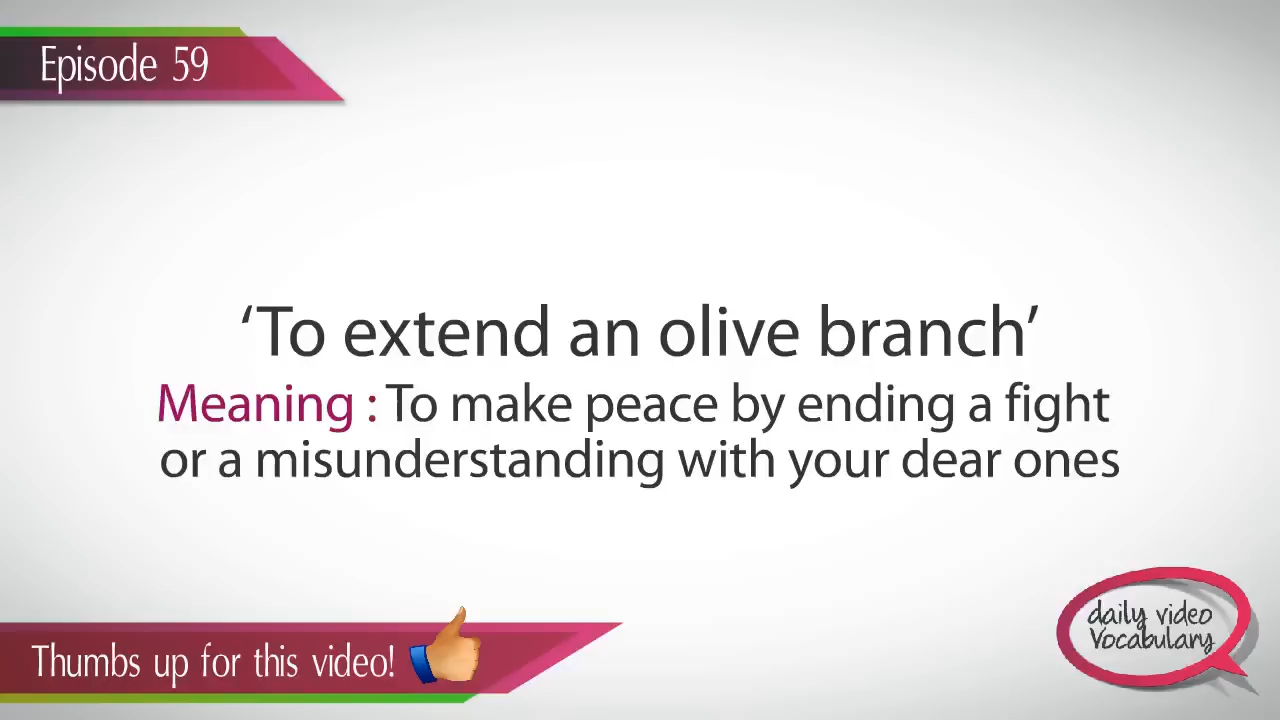 Episode 59
‘To extend an olive branch’
Meaning : To make peace by ending a fight
or a misunderstanding with your dear ones
Thumbs up for this video!
daily video
Vocabulary